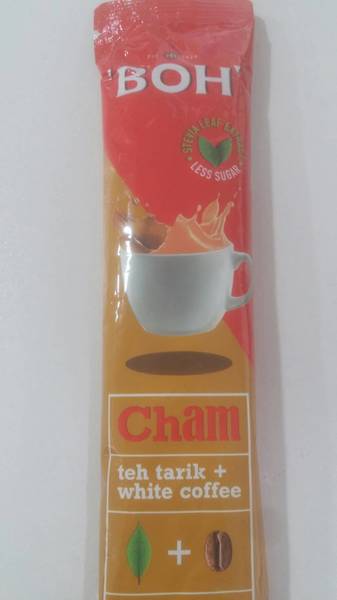 BOH
STEVIA LEAF EXTRACT
LESS SUGAR
Cham
teh tarik +
white coffee
+